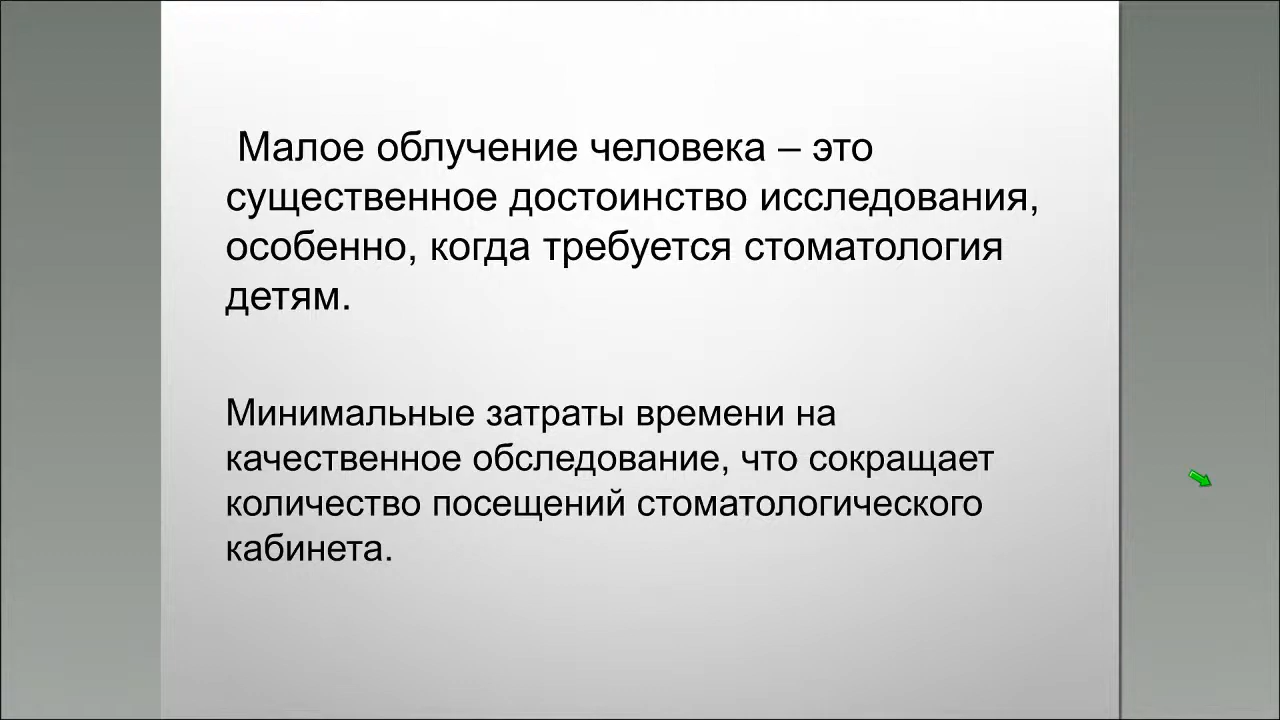 Малое облучение человека – это
существенное достоинство исследования,
особенно, когда требуется стоматология
детям.
Минимальные затраты времени на
качественное обследование, что сокращает
количество посещений стоматологического
кабинета.